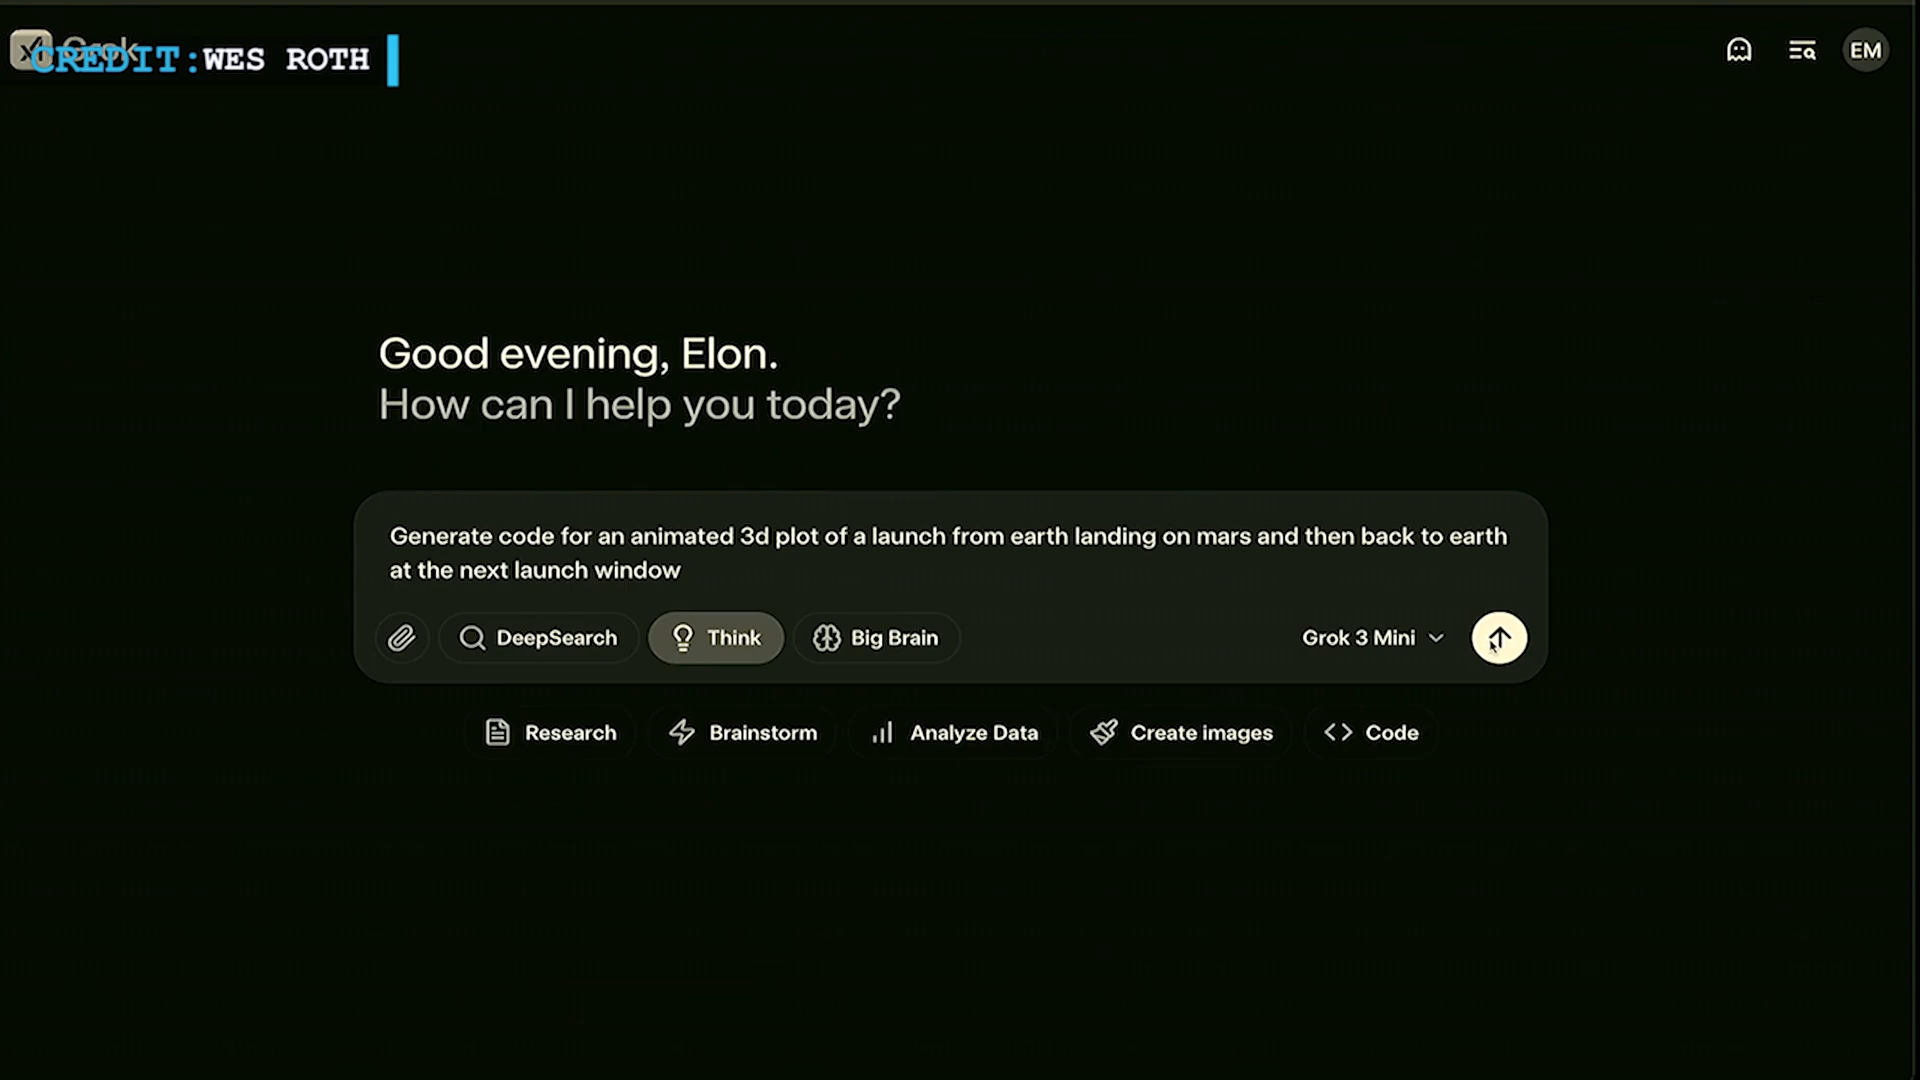 Grok
CREDIT:WES ROTH
EM
Good evening, Elon.
How can I help you today?
Generate code for an animated 3d plot of a launch from earth landing on mars and then back to earth
at the next launch window
DeepSearch
Think
Big Brain
Grok 3 Mini
Research
Brainstorm
Analyze Data
Create images
Code